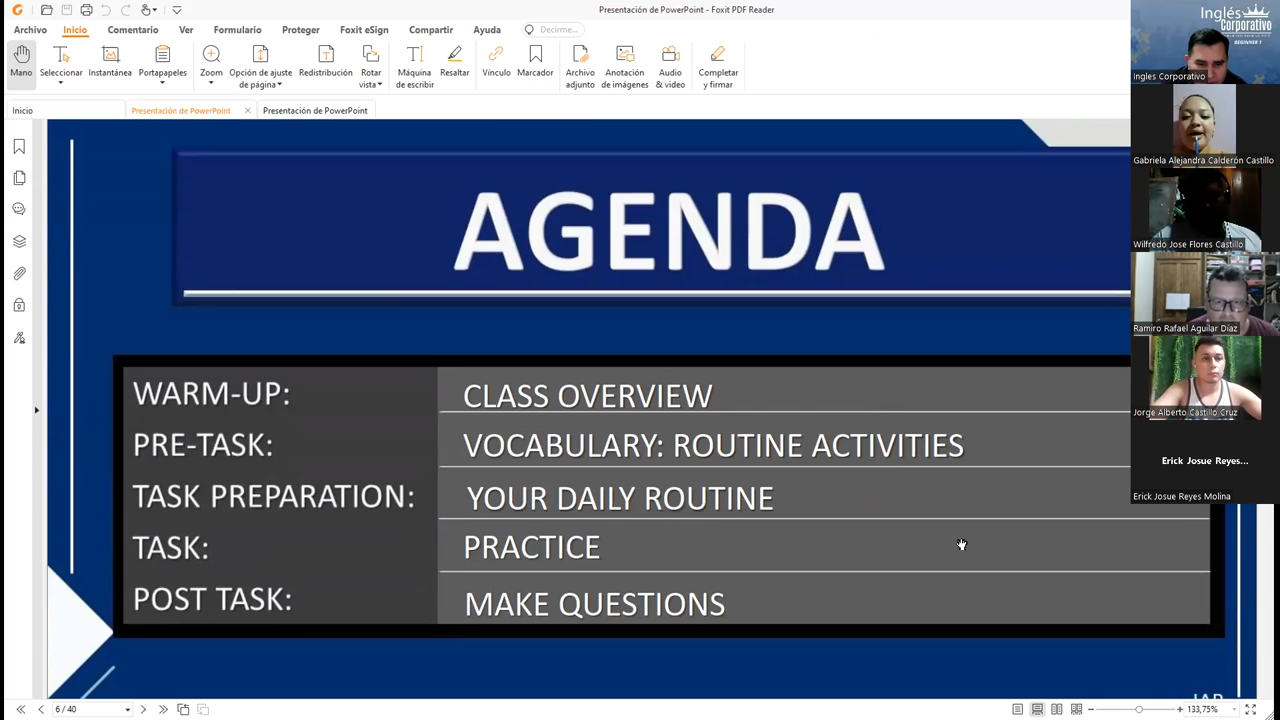 Presentación de PowerPoint - Foxit PDF Reader
Archivo Inicio Comentario Ver Formulario Proteger Foxit eSign Compartir Ayuda Decirme...
Mano Seleccionar Instantánea Portapapeles Zoom Opción de ajuste de página Redistribución Rotar vista Máquina de escribir Resaltar Vínculo Marcador Archivo adjunto Anotación de imágenes Audio & video Completar y firmar
Inicio Presentación de PowerPoint Presentación de PowerPoint
AGENDA
WARM-UP: CLASS OVERVIEW
PRE-TASK: VOCABULARY: ROUTINE ACTIVITIES
TASK PREPARATION: YOUR DAILY ROUTINE
TASK: PRACTICE
POST TASK: MAKE QUESTIONS
Inglés
Corporativo
BEGINNER 1
Ingles Corporativo
Gabriela Alejandra Calderón Castillo
Wilfredo Jose Flores Castillo
Ramiro Rafael Aguilar Díaz
Jorge Alberto Castillo Cruz
Erick Josue Reyes...
Erick Josue Reyes Molina
6 / 40
133,75%